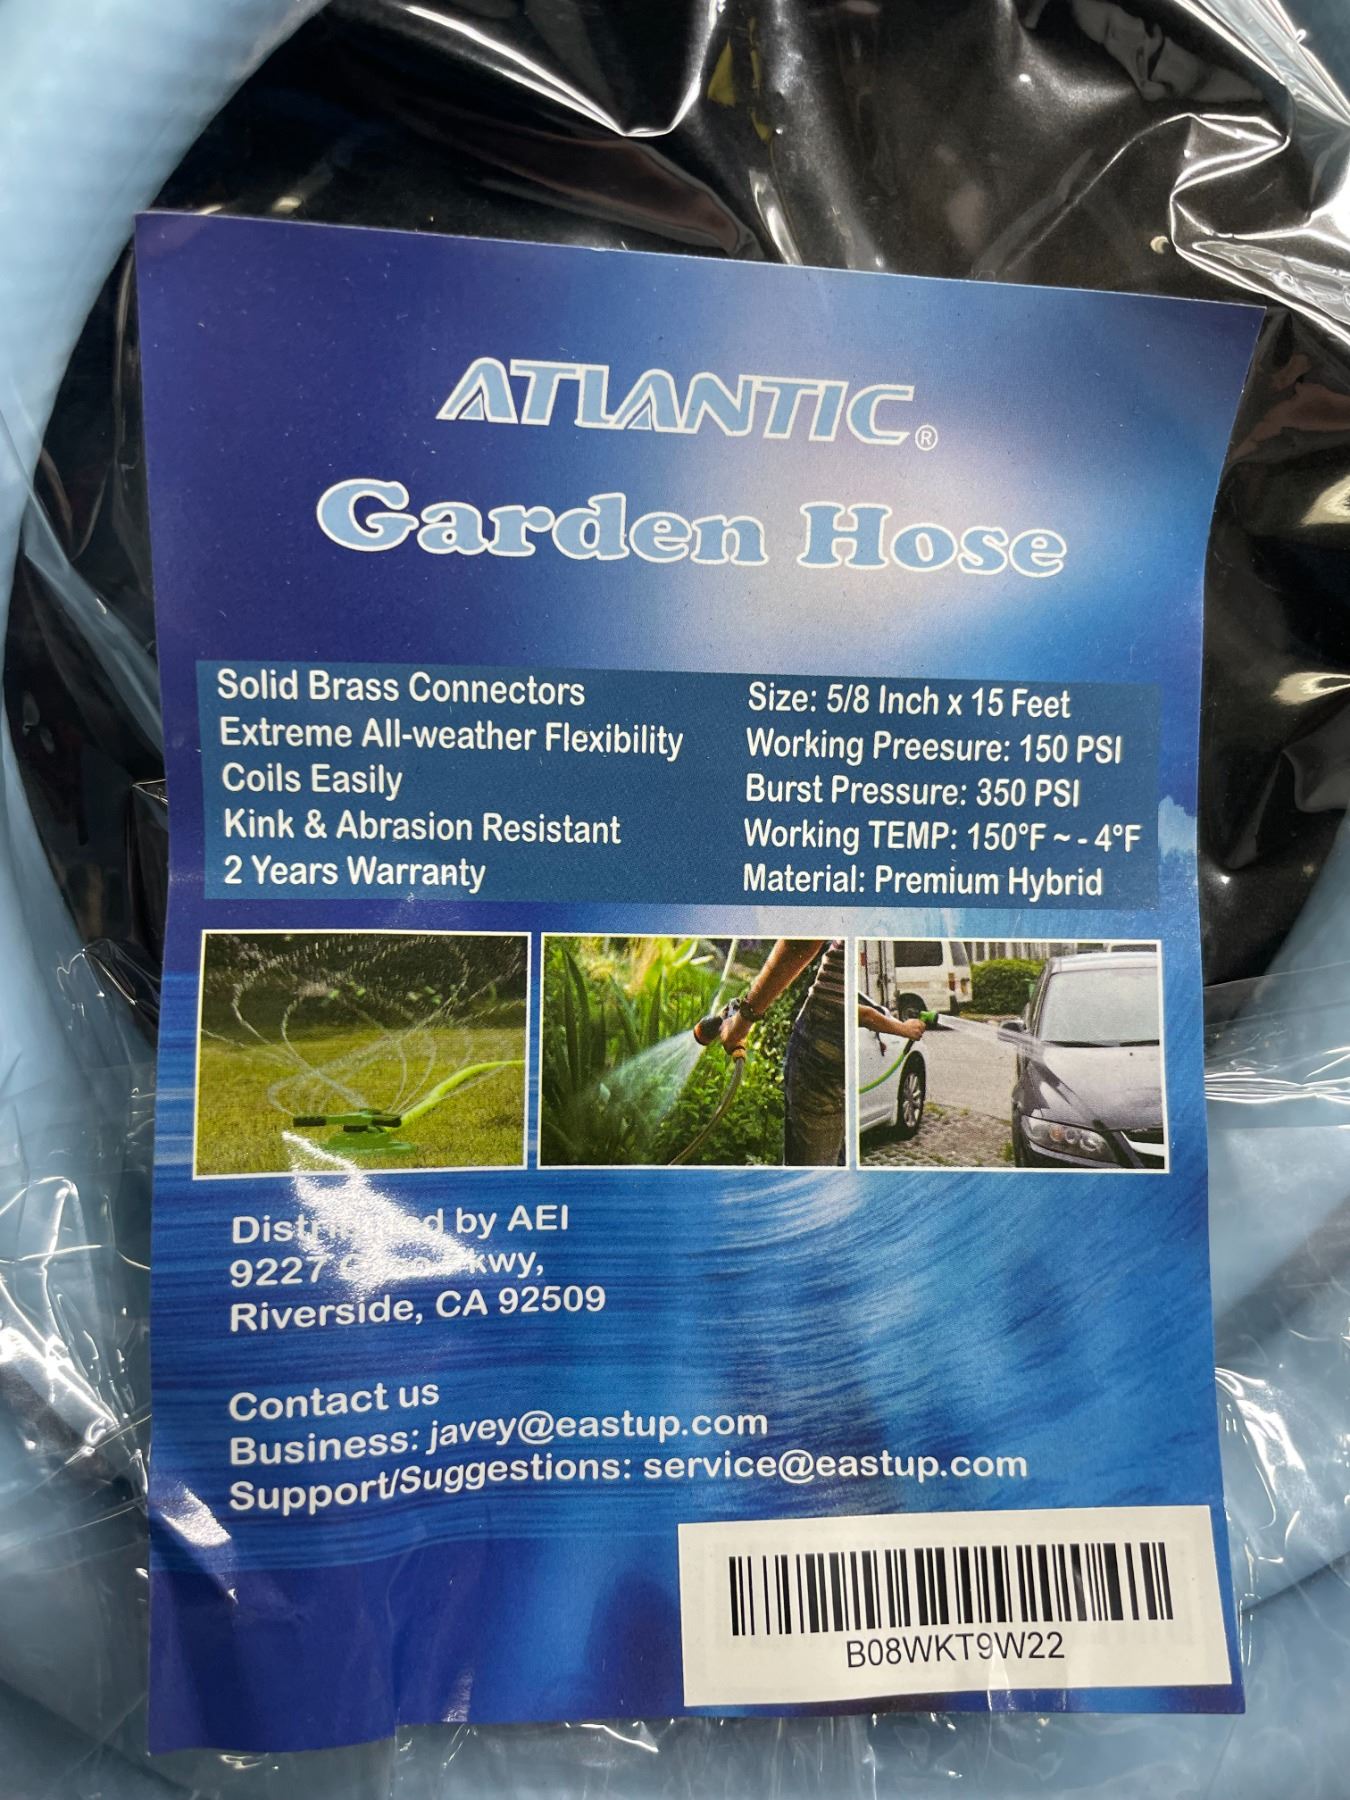 ATLANTIC®
Garden Hose
Solid Brass Connectors
Extreme All-weather Flexibility
Coils Easily
Kink & Abrasion Resistant
2 Years Warranty
Size: 5/8 Inch x 15 Feet
Working Preesure: 150 PSI
Burst Pressure: 350 PSI
Working TEMP: 150°F ~ - 4°F
Material: Premium Hybrid
Distributed by AEI
9227
Riverside, CA 92509
Contact us
Business: javey@eastup.com
Support/Suggestions: service@eastup.com
B08WKT9W22